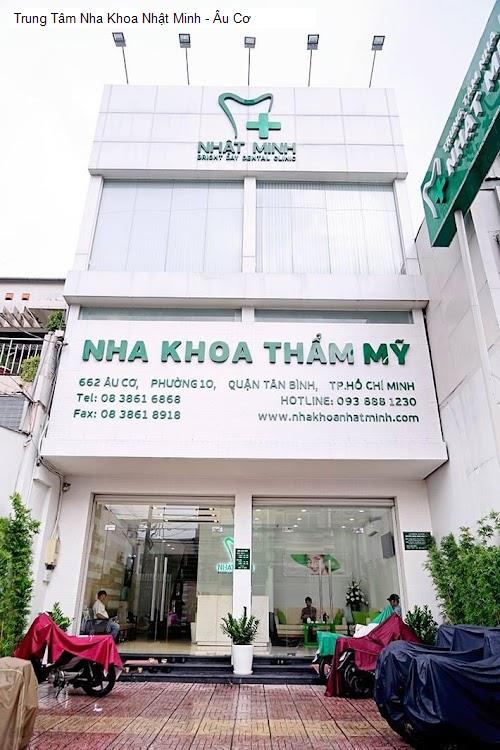 Trung Tâm Nha Khoa Nhật Minh - Âu Cơ
NHẬT MINH
BRIGHT DAY DENTAL CLINIC
NHẬT M
NHA KHOA THẨM MỸ
662 ÂU CƠ, PHƯỜNG 10, QUẬN TÂN BÌNH, TP.HỒ CHÍ MINH
Tel: 08 3861 6868
HOTLINE: 093 888 1230
Fax: 08 3861 8918
www.nhakhoanhatminh.com
NHẬT